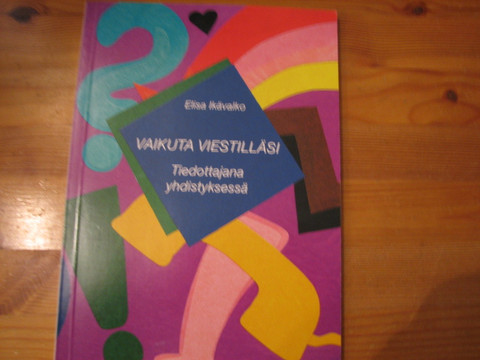 Elisa Ikävalko
VAIKUTA VIESTILLÄSI
Tiedottajana
yhdistyksessä